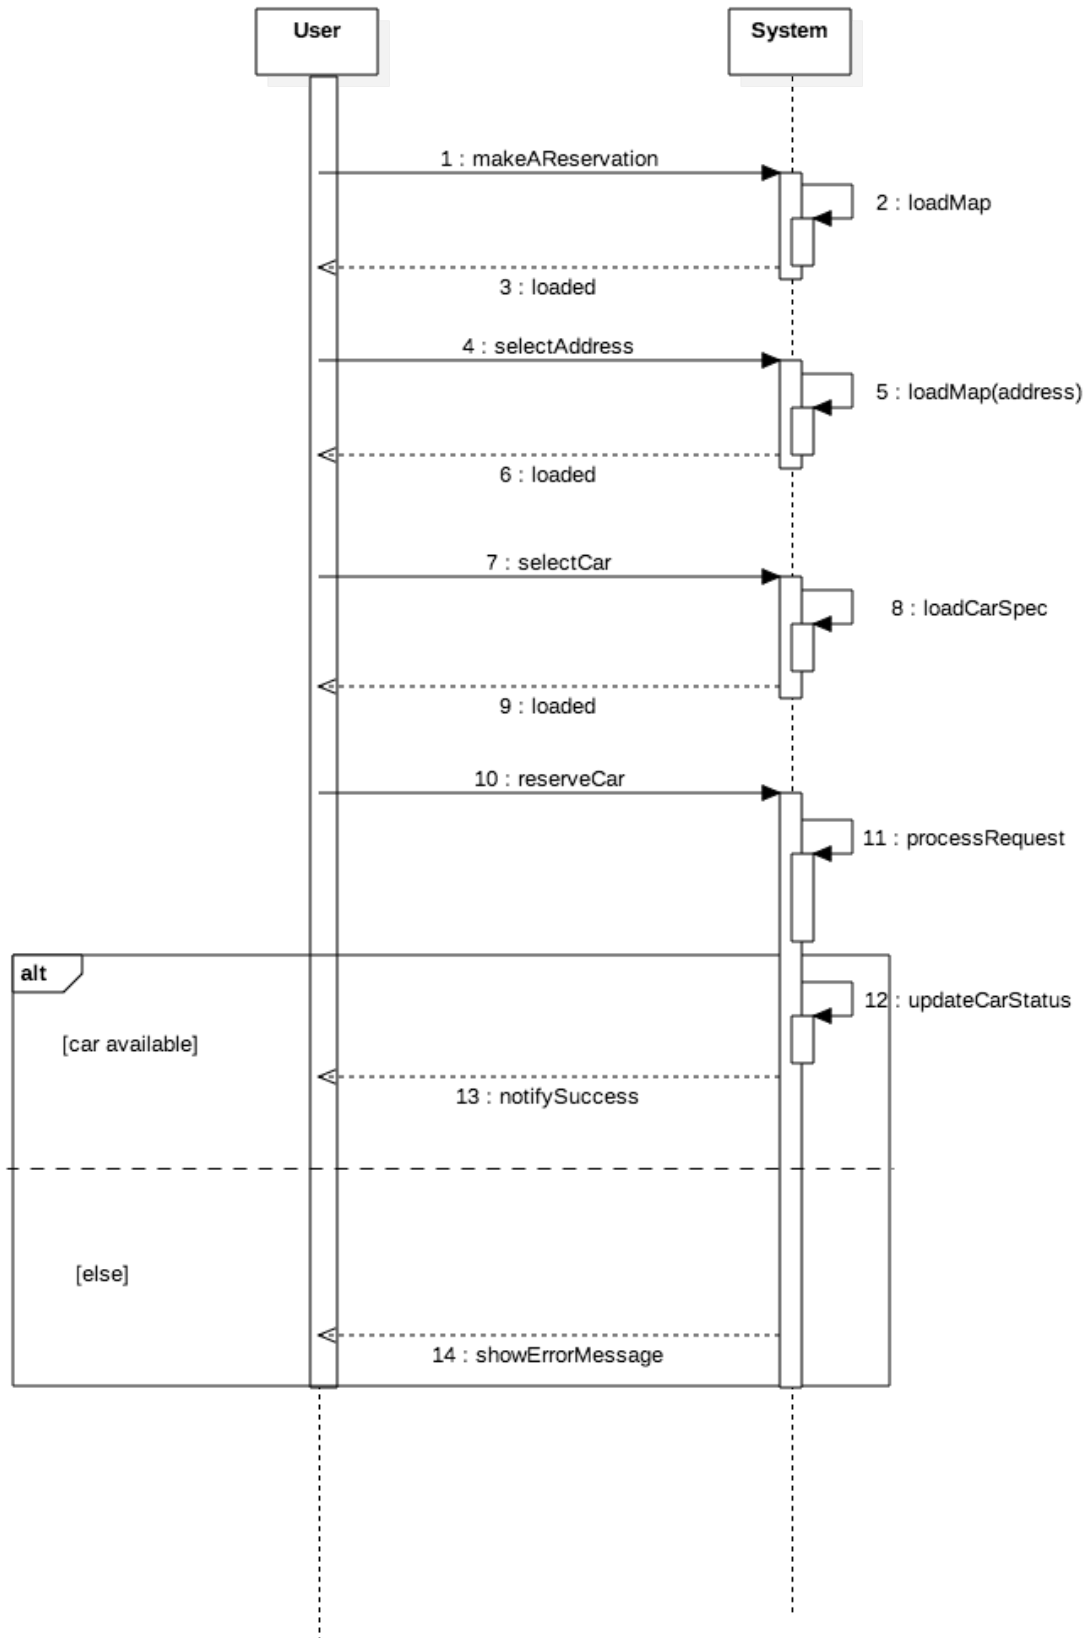 User
System
1 : makeAReservation
2 : loadMap
3 : loaded
4 : selectAddress
5 : loadMap(address)
6 : loaded
7 : selectCar
8 : loadCarSpec
9 : loaded
10 : reserveCar
11 : processRequest
alt
12 : updateCarStatus
[car available]
13 : notifySuccess
[else]
14 : showErrorMessage